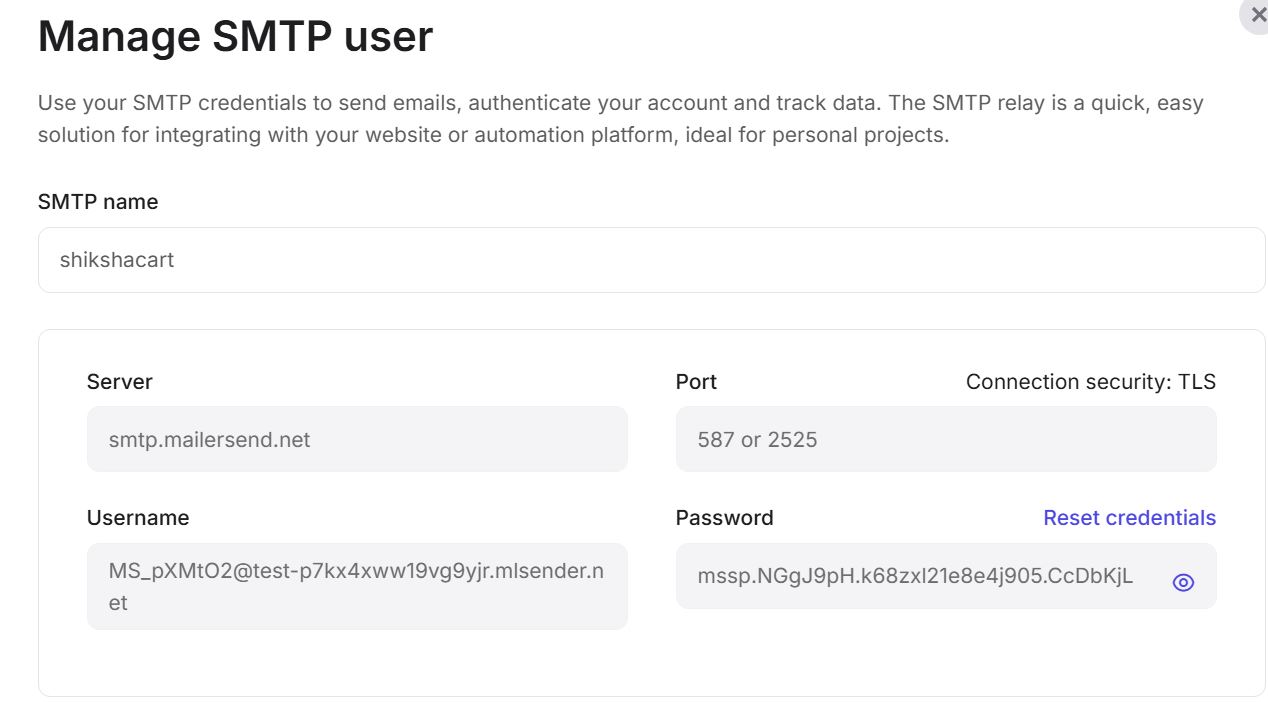 Manage SMTP user
Use your SMTP credentials to send emails, authenticate your account and track data. The SMTP relay is a quick, easy
solution for integrating with your website or automation platform, ideal for personal projects.
SMTP name
shikshacart
Server
Port
Connection security: TLS
smtp.mailersend.net
587 or 2525
Username
Password
Reset credentials
MS_pXMtO2@test-p7kx4xww19vg9yjr.mlsender.n
et
mssp.NGgJ9pH.k68zxl21e8e4j905.CcDbKjL